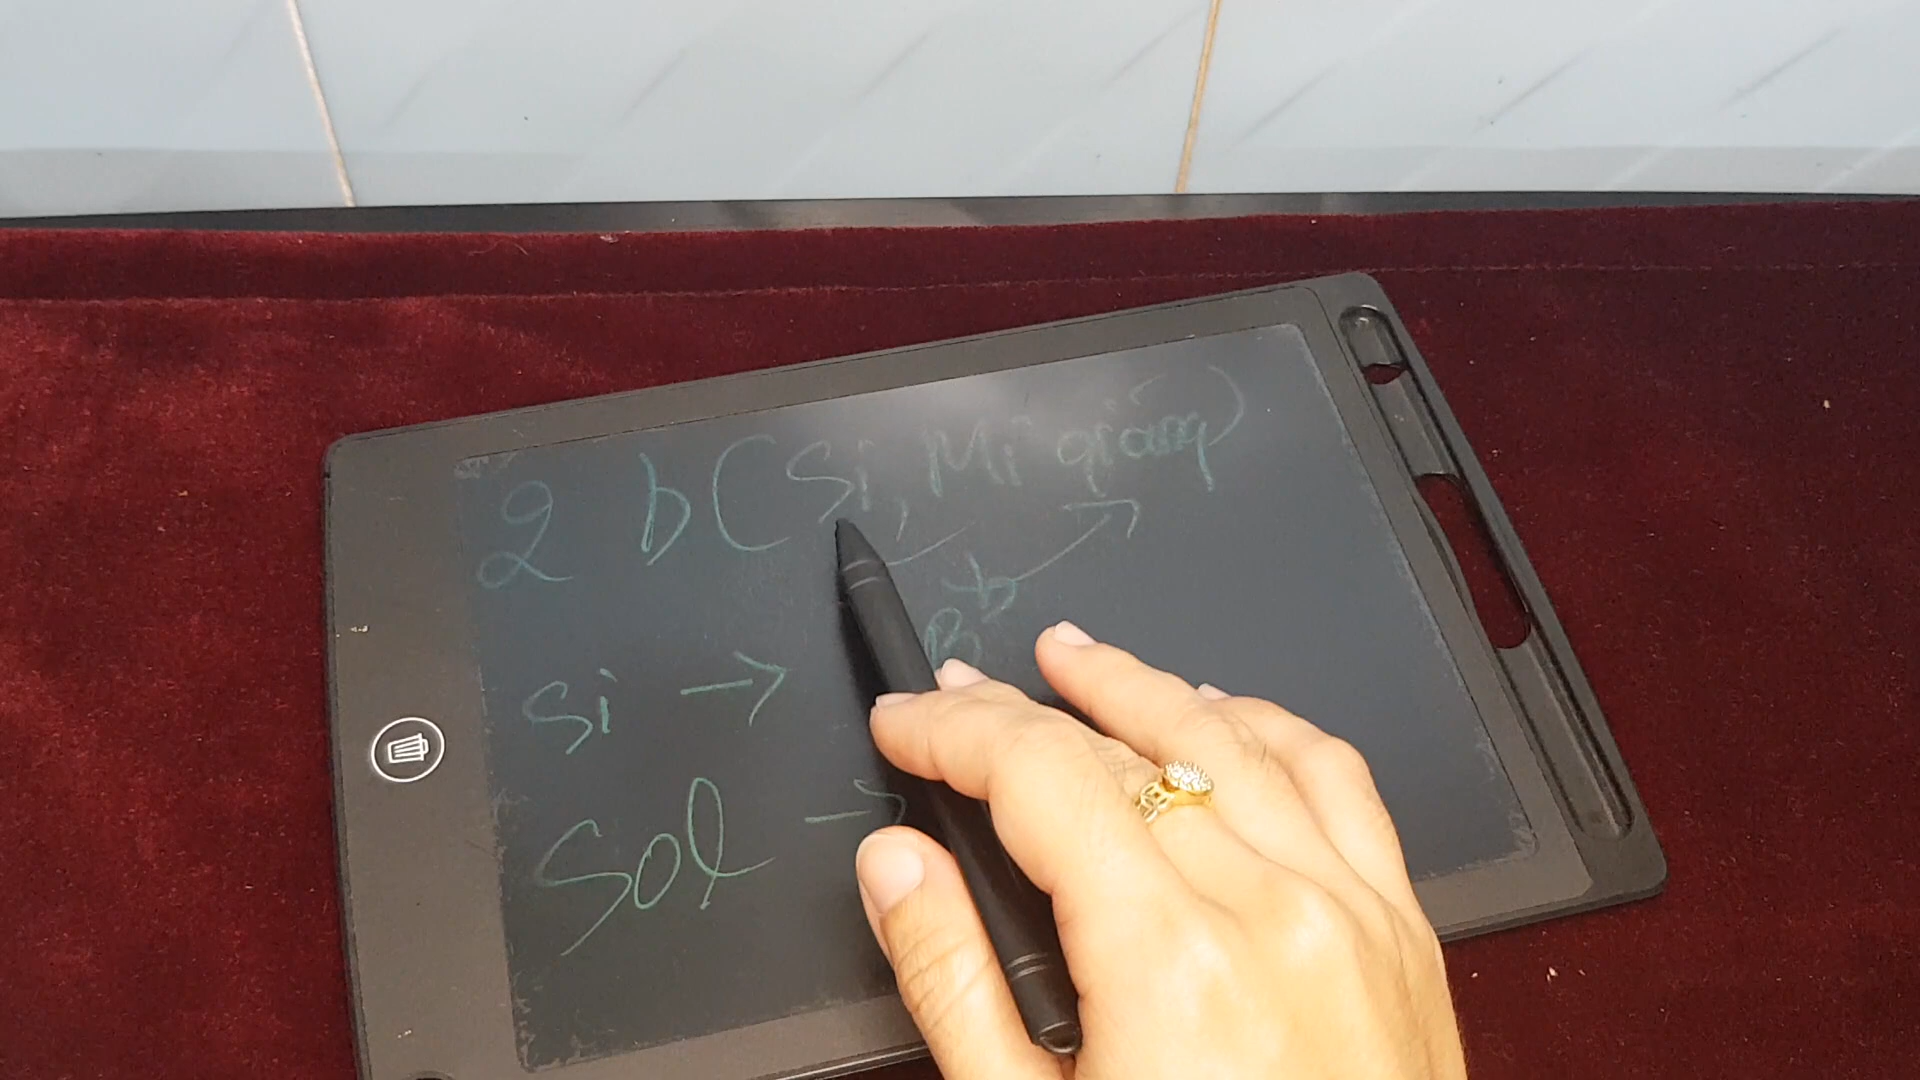 2 b (Si, Mi giáng)
B b
Si →
Sol →